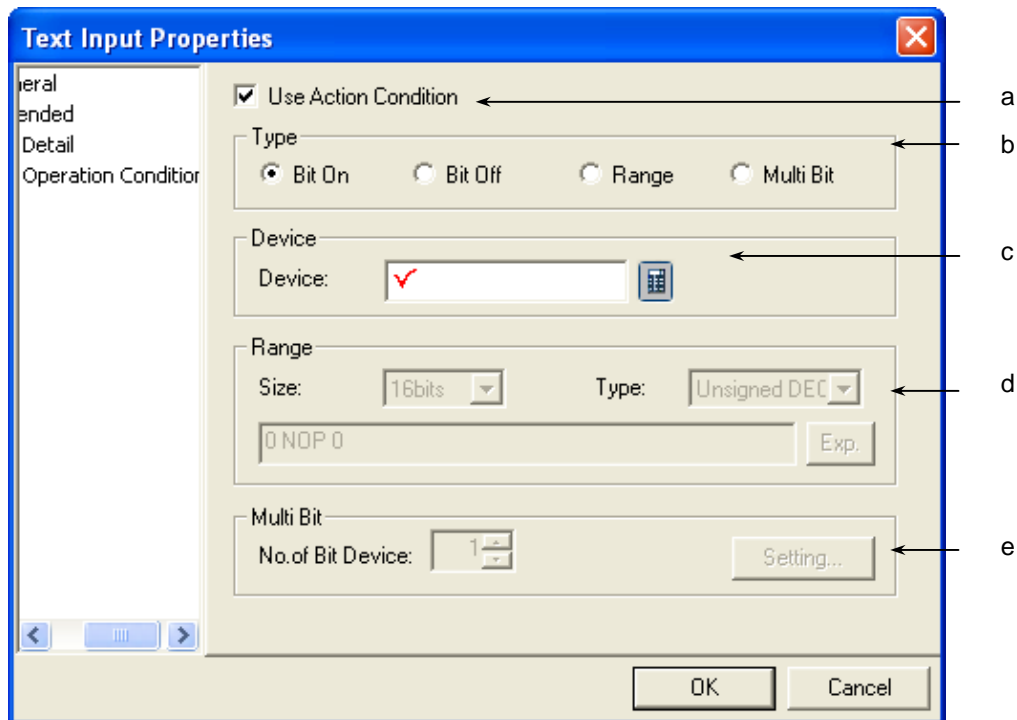 Text Input Properties
neral
ended
Detail
Operation Condition
Use Action Condition
a
Type
b
Bit On
Bit Off
Range
Multi Bit
Device
c
Device:
Range
Size:
16bits
Type:
Unsigned DEC
d
0 NOP 0
Exp.
Multi Bit
No.of Bit Device:
1
Setting...
e
OK
Cancel